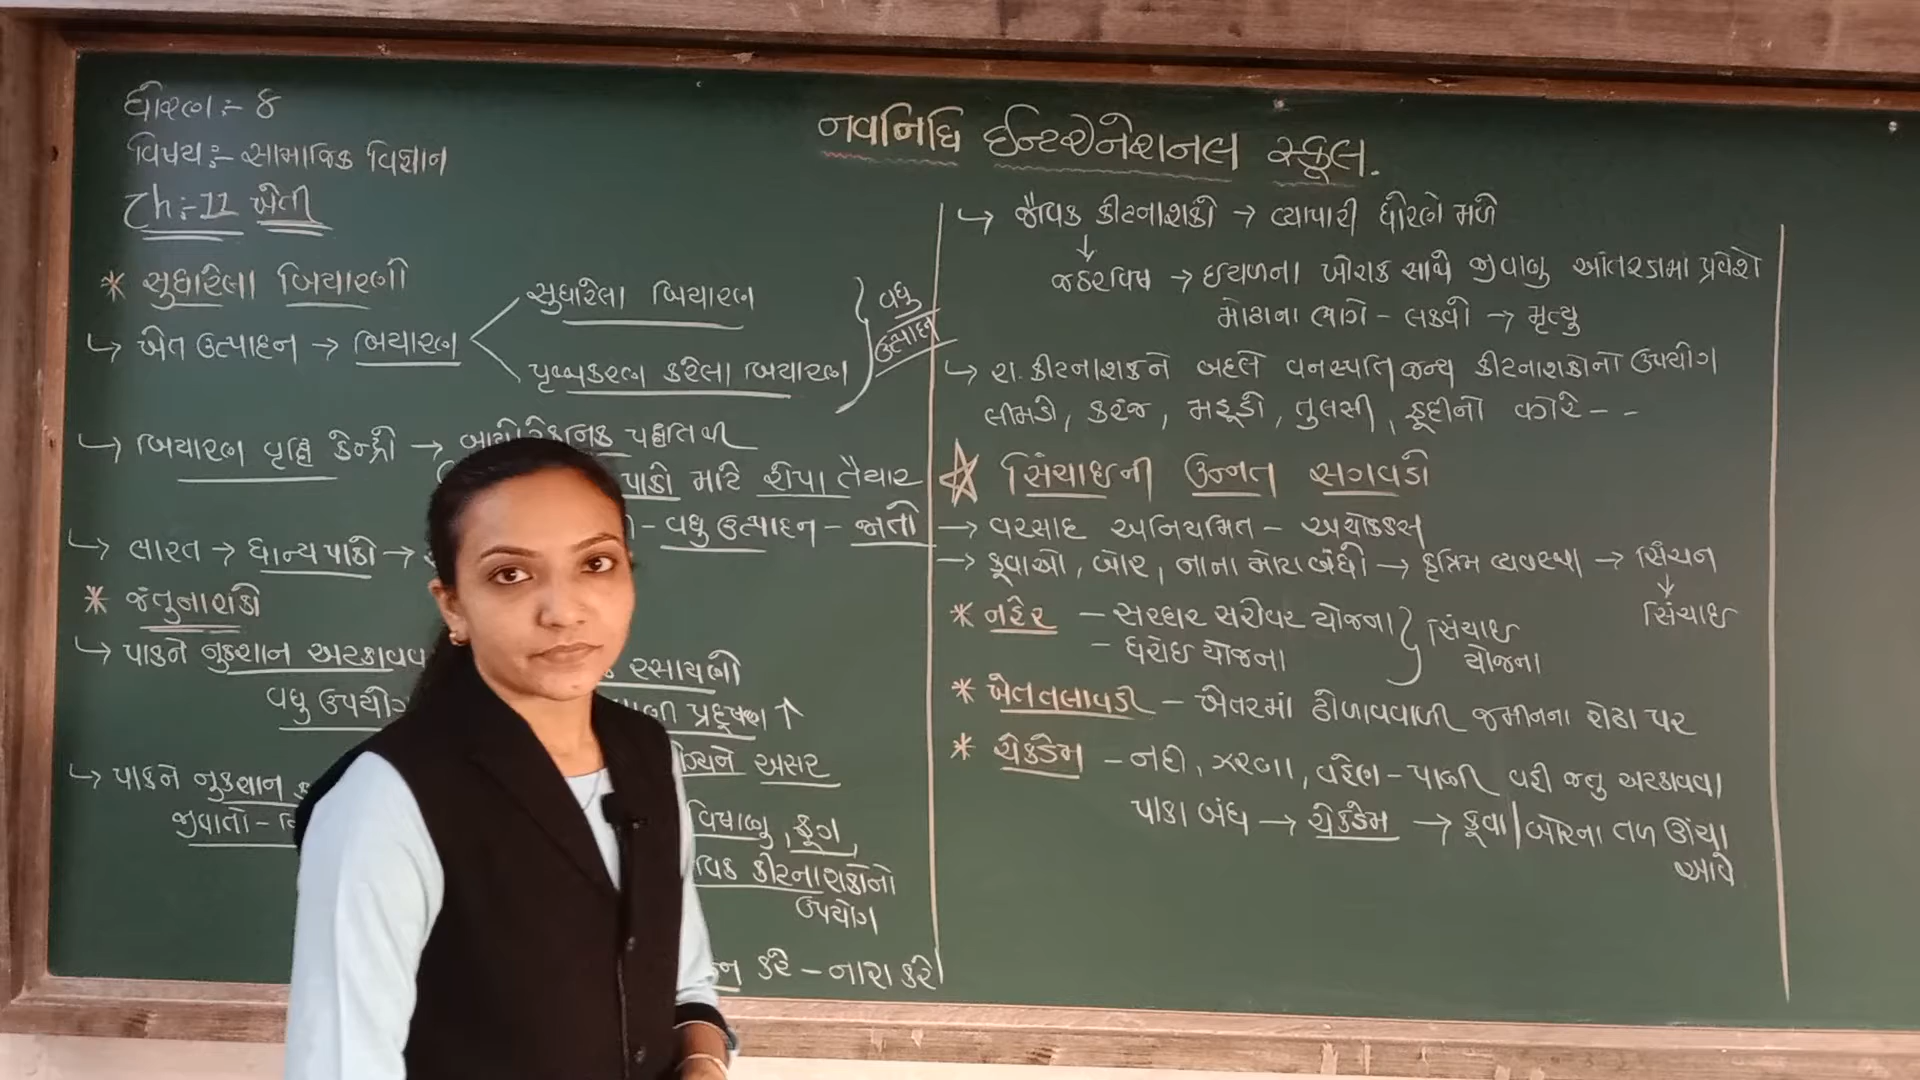 ધોરણ :- 8
વિષય :- સામાજિક વિજ્ઞાન
Ch :- 11 ખેતી
નવનિધિ ઈન્ટરનેશનલ સ્કૂલ.
* સુધારેલા બિયારણો
↳ ખેત ઉત્પાદન → બિયારણ
સુધારેલા બિયારણ
કરેલા બિયારણ
વધુ ઉત્પાદન
↳ બિયારણ વૃદ્ધિ કેન્દ્રો → પદ્ધતિથી
પાકો માટે રોપા તૈયાર
↳ ભારત → ધાન્ય પાકો →
- વધુ ઉત્પાદન - જાતો
* જંતુનાશકો
↳ પાકને નુકશાન અટકાવવ
રસાયણો
વધુ ઉપયોગ
પ્રદૂષણ ↑
અસર
↳ પાકને નુકશાન
જીવાતો -
વિષાણુ, ફૂગ,
કીટનાશકોનો
ઉપયોગ
કરે - નાશ કરે
↳ જૈવિક કીટનાશકો → વ્યાપારી ધોરણે મળે
↓
જઠરવિષ → ઈયળના ખોરાક સાથે જીવાણુ આંતરડામાં પ્રવેશે
મોઢાના ભાગે - લકવો → મૃત્યુ
↳ રા. કીટનાશકને બદલે વનસ્પતિ જન્ય કીટનાશકોનો ઉપયોગ
લીમડો, કરંજ, મહૂડો, તુલસી, ફૂદીનો વગેરે - -
☆ સિંચાઈની ઉન્નત સગવડો
→ વરસાદ અનિયમિત - અચોક્કસ
→ કૂવાઓ, બોર, નાના મોટા બંધો → કૃત્રિમ વ્યવસ્થા → સિંચન
↓
સિંચાઈ
* નહેર - સરદાર સરોવર યોજના
- ધરોઈ યોજના
સિંચાઈ યોજના
* ખેતતલાવડી - ખેતરમાં ઢોળાવવાળી જમીનના શેઢા પર
* ચેકડેમ - નદી, ઝરણા, વહેણ - પાણી વહી જતુ અટકાવવા
પાકા બંધ → ચેકડેમ → કૂવા/બોરના તળ ઊંચા
આવે